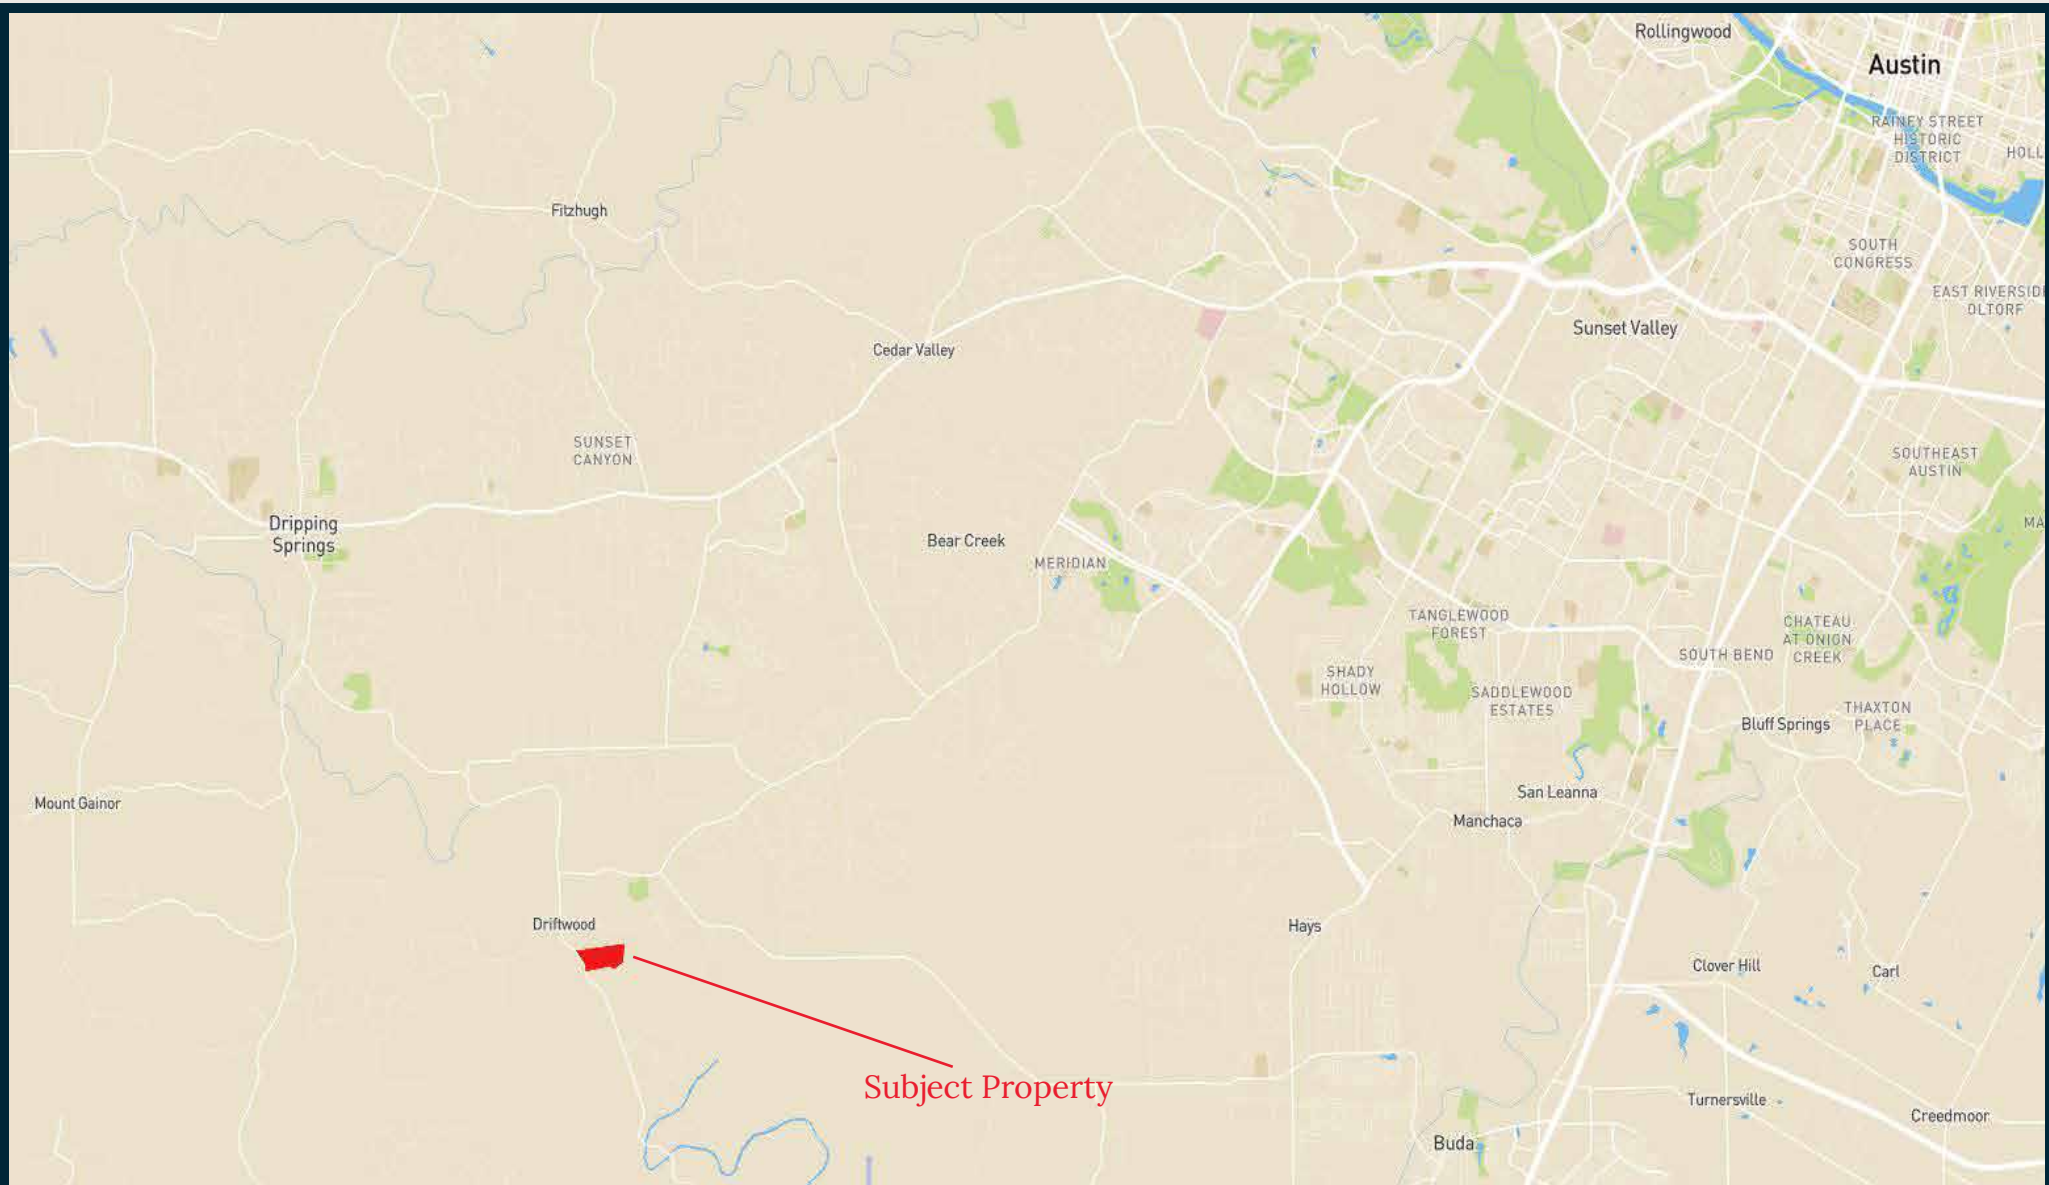 Rollingwood
Austin
RAINEY STREET
HISTORIC
DISTRICT
HOLL
Fitzhugh
SOUTH
CONGRESS
EAST RIVERSID
OLTORF
Sunset Valley
Cedar Valley
SUNSET
CANYON
SOUTHEAST
AUSTIN
Dripping
Springs
MA
Bear Creek
MERIDIAN
TANGLEWOOD
FOREST
CHATEAU
AT ONION
CREEK
SOUTH BEND
SHADY
HOLLOW
SADDLEWOOD
ESTATES
THAXTON
PLACE
Bluff Springs
San Leanna
Mount Gainor
Manchaca
Driftwood
Hays
Clover Hill
Carl
Subject Property
Turnersville
Creedmoor
Buda